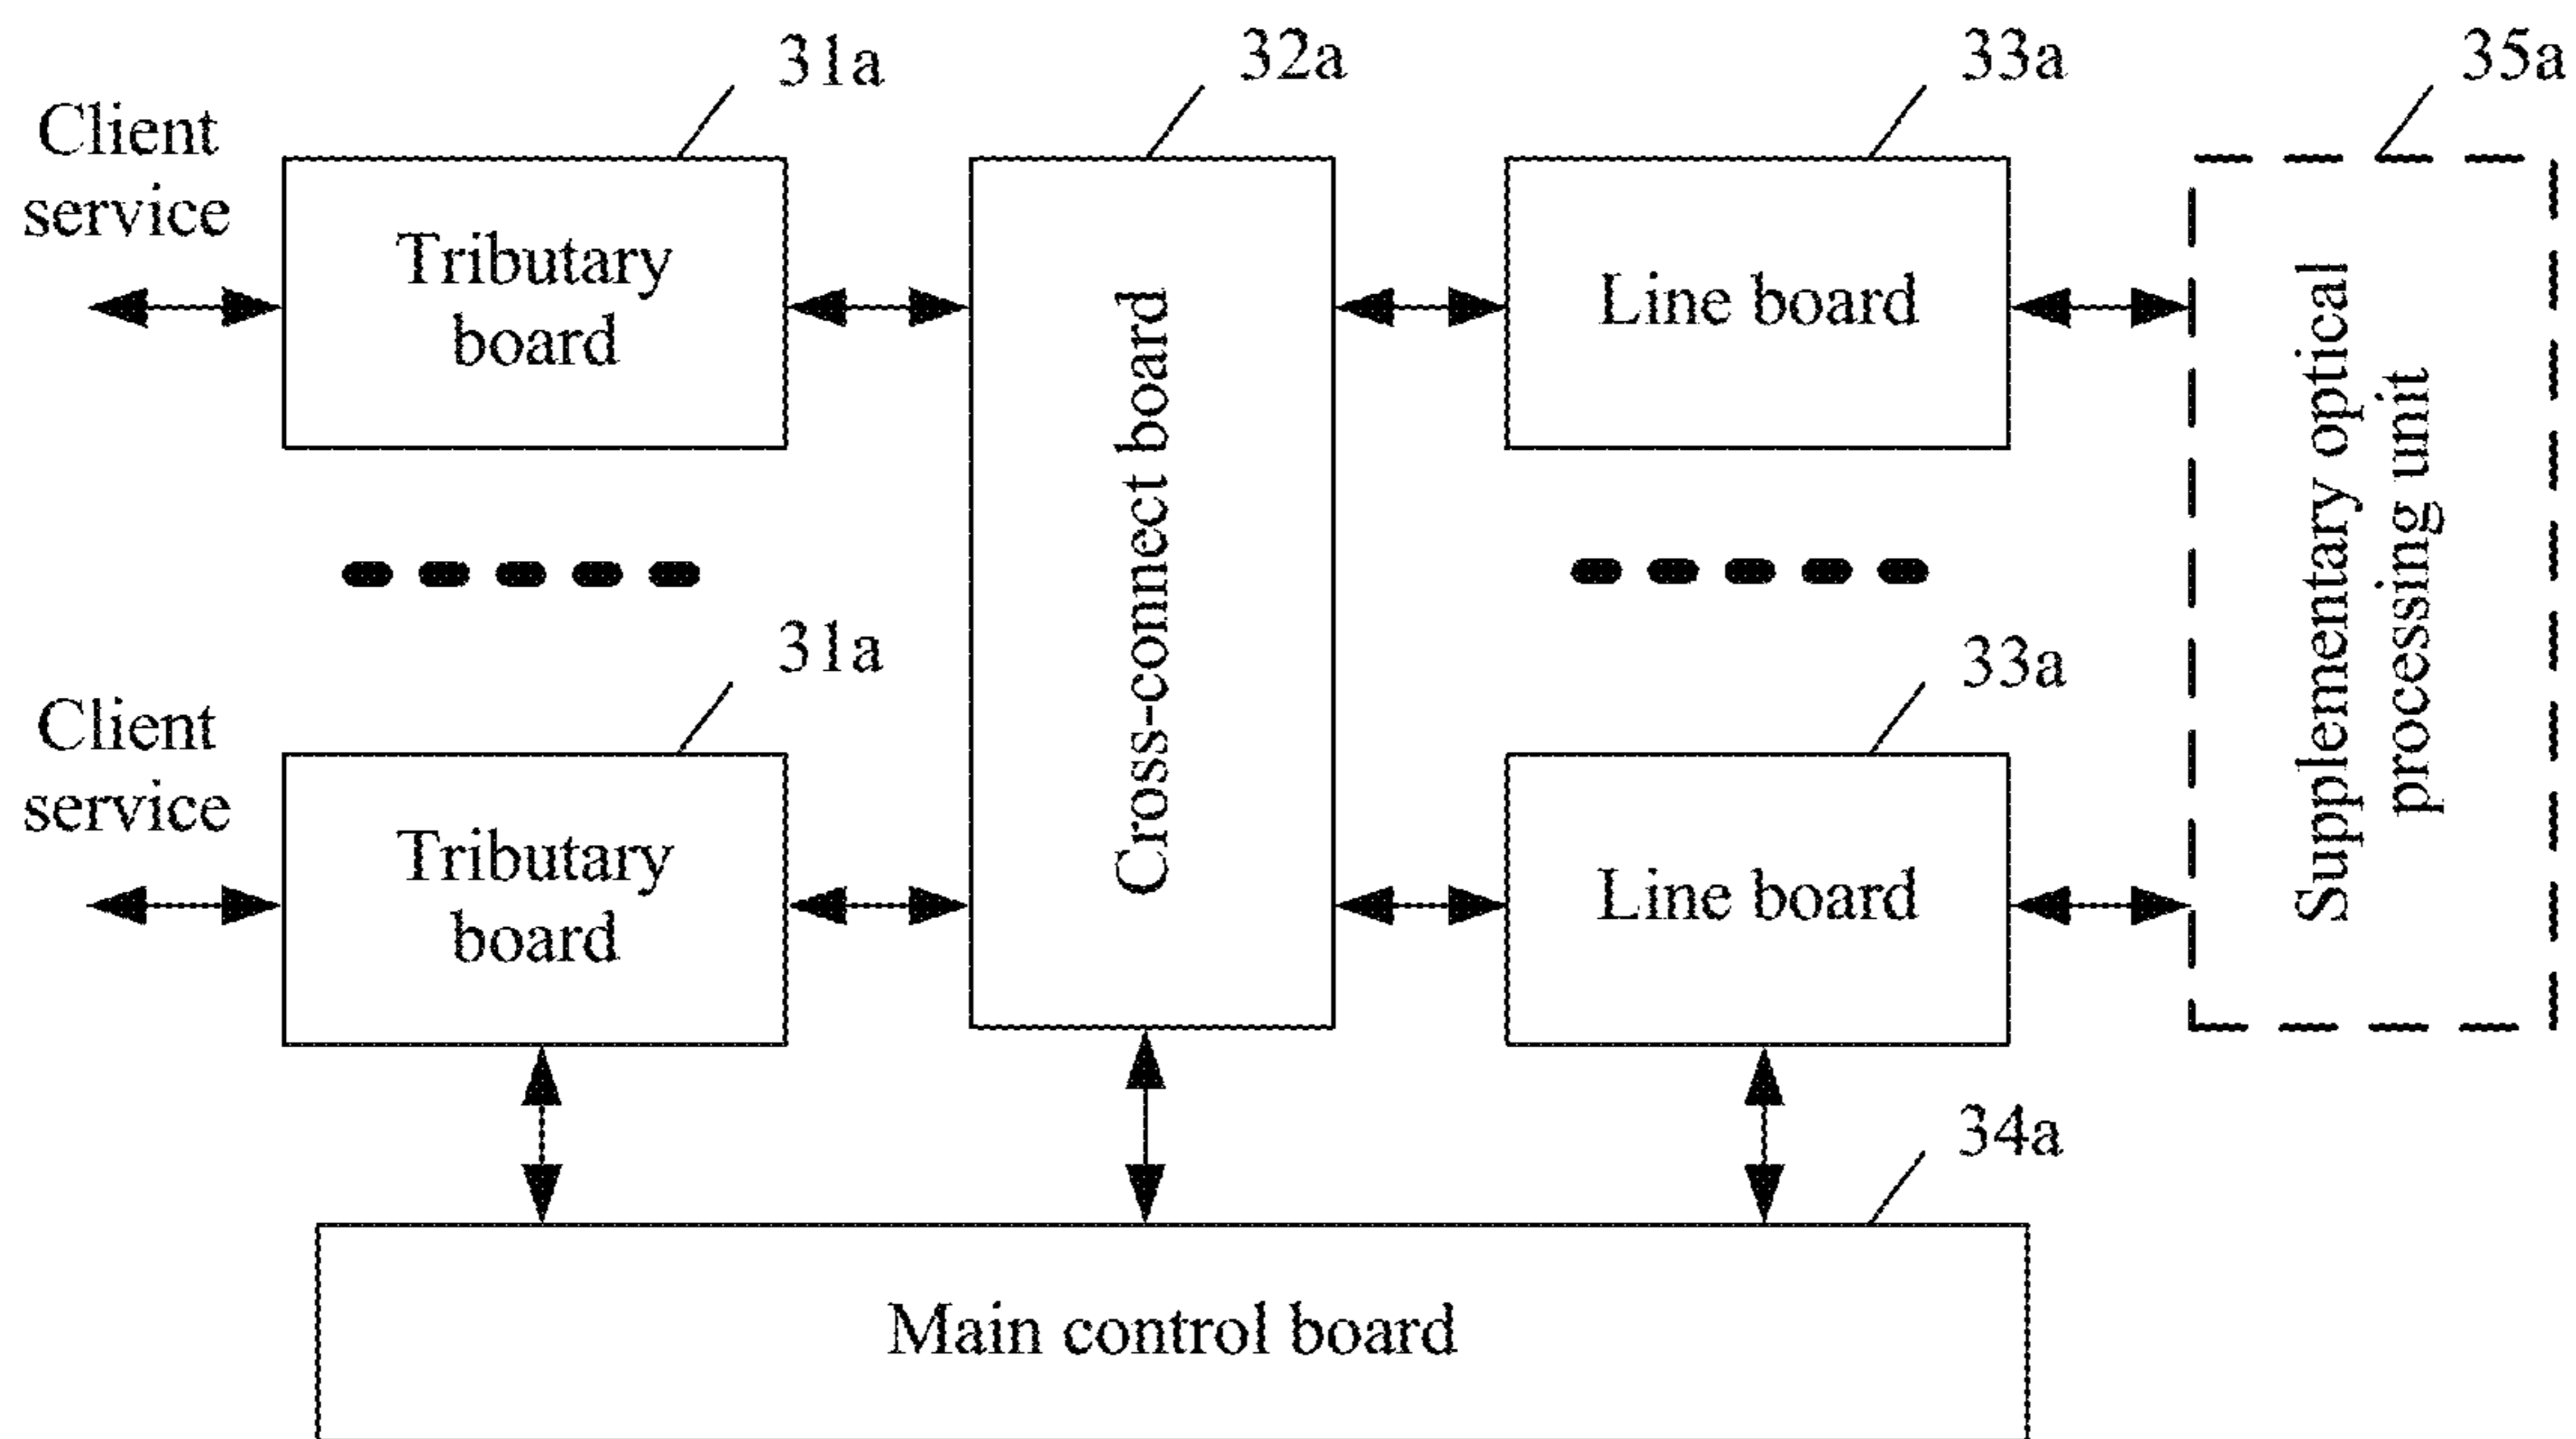 31a
32a
33a
35a
Client
service
Tributary
board
Cross-connect board
Line board
Supplementary optical
processing unit
31a
33a
Client
service
Tributary
board
Line board
34a
Main control board